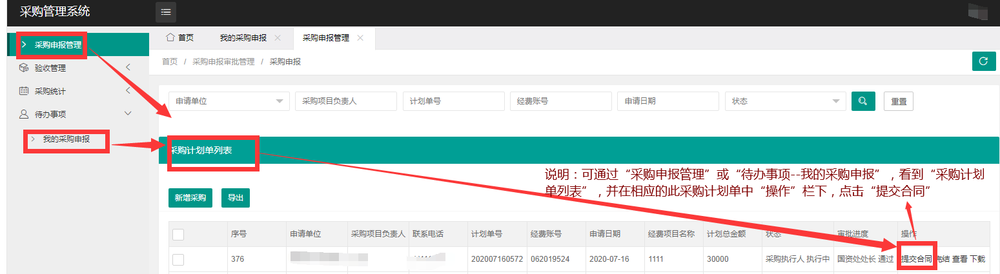 采购管理系统
首页 我的采购申报 采购申报管理
采购申报管理
验收管理
采购统计
待办事项
我的采购申报
首页 / 采购申报审批管理 / 采购申报
申请单位 采购项目负责人 计划单号 经费账号 申请日期 状态 重置
采购计划单列表
说明：可通过“采购申报管理”或“待办事项--我的采购申报”，看到“采购计划
单列表”，并在相应的此采购计划单中“操作”栏下，点击“提交合同”
新增采购 导出
序号 申请单位 采购项目负责人 联系电话 计划单号 经费账号 申请日期 经费项目名称 计划总金额 状态 审批进度 操作
376 202007160572 062019524 2020-07-16 1111 30000 采购执行人 执行中 国资处处长 通过 提交合同 完结 查看 下载